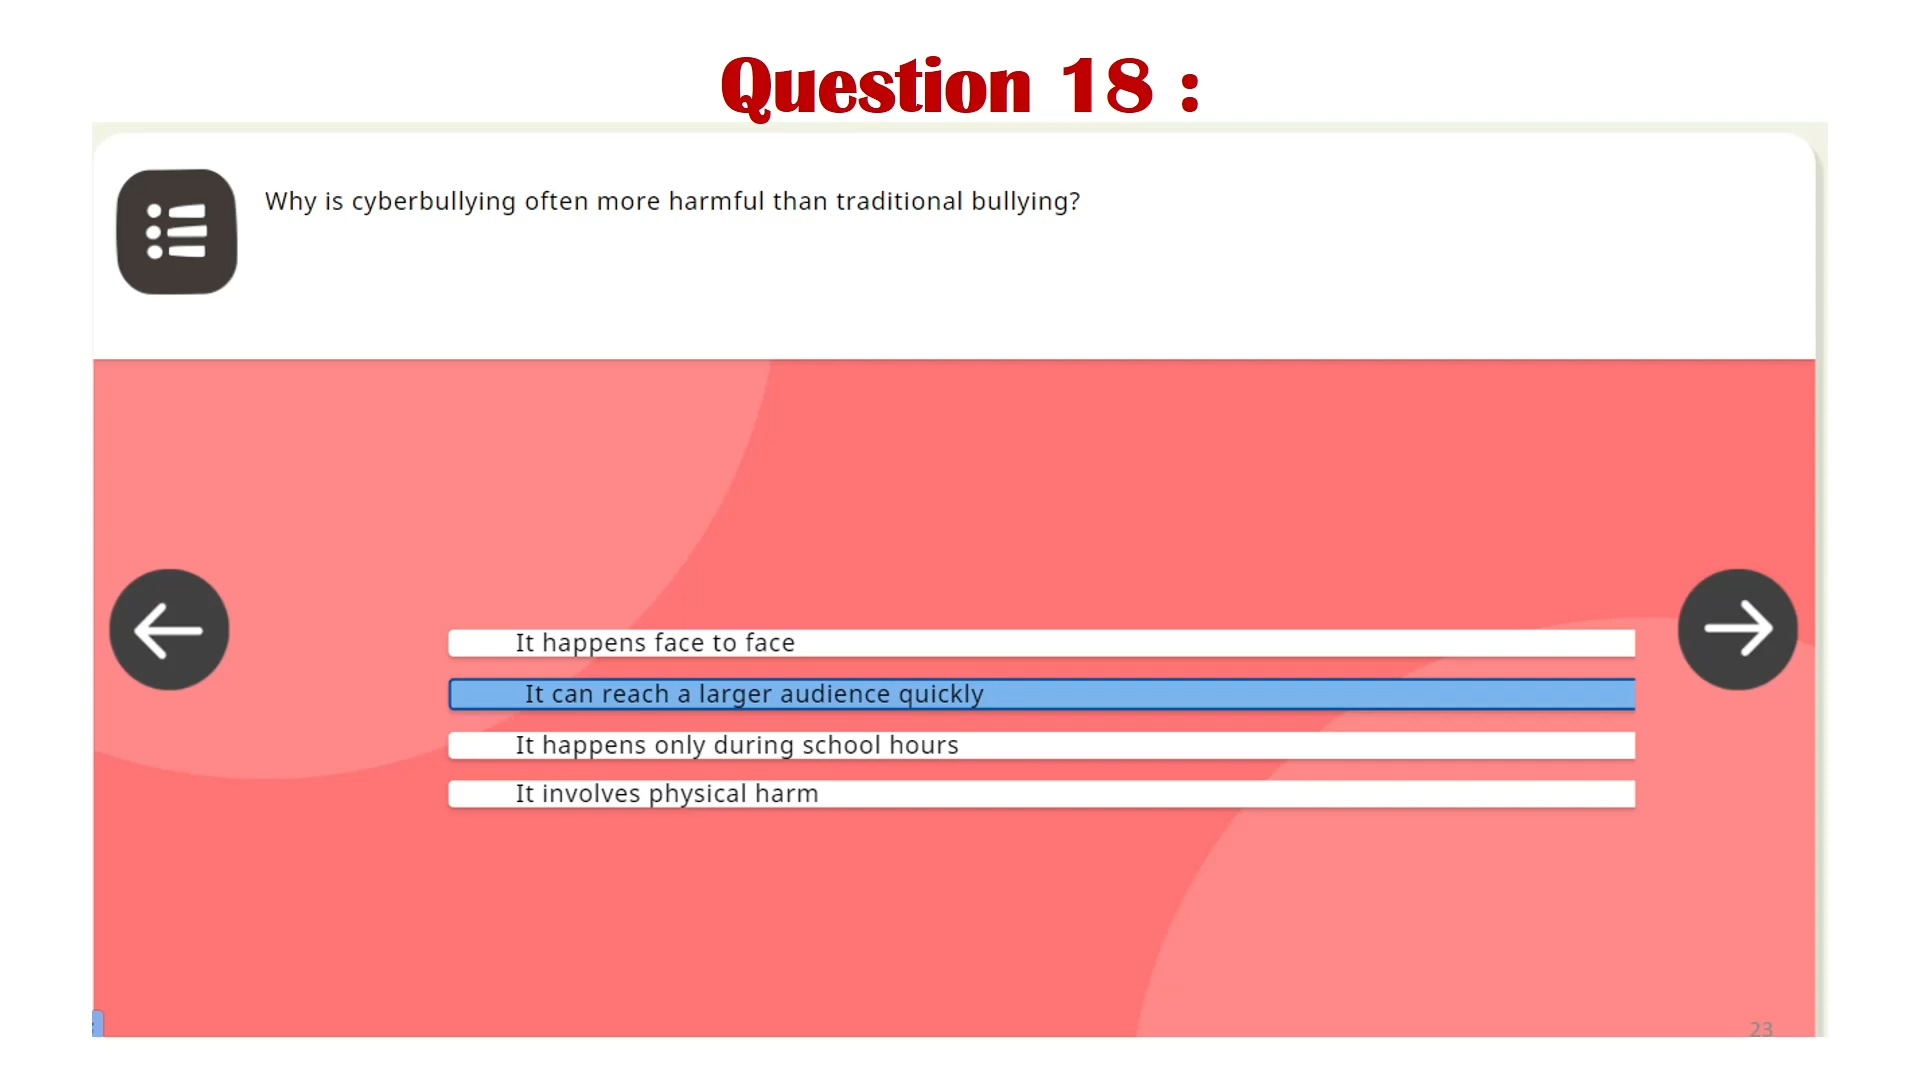 Question 18 :
Why is cyberbullying often more harmful than traditional bullying?
It happens face to face
It can reach a larger audience quickly
It happens only during school hours
It involves physical harm
23